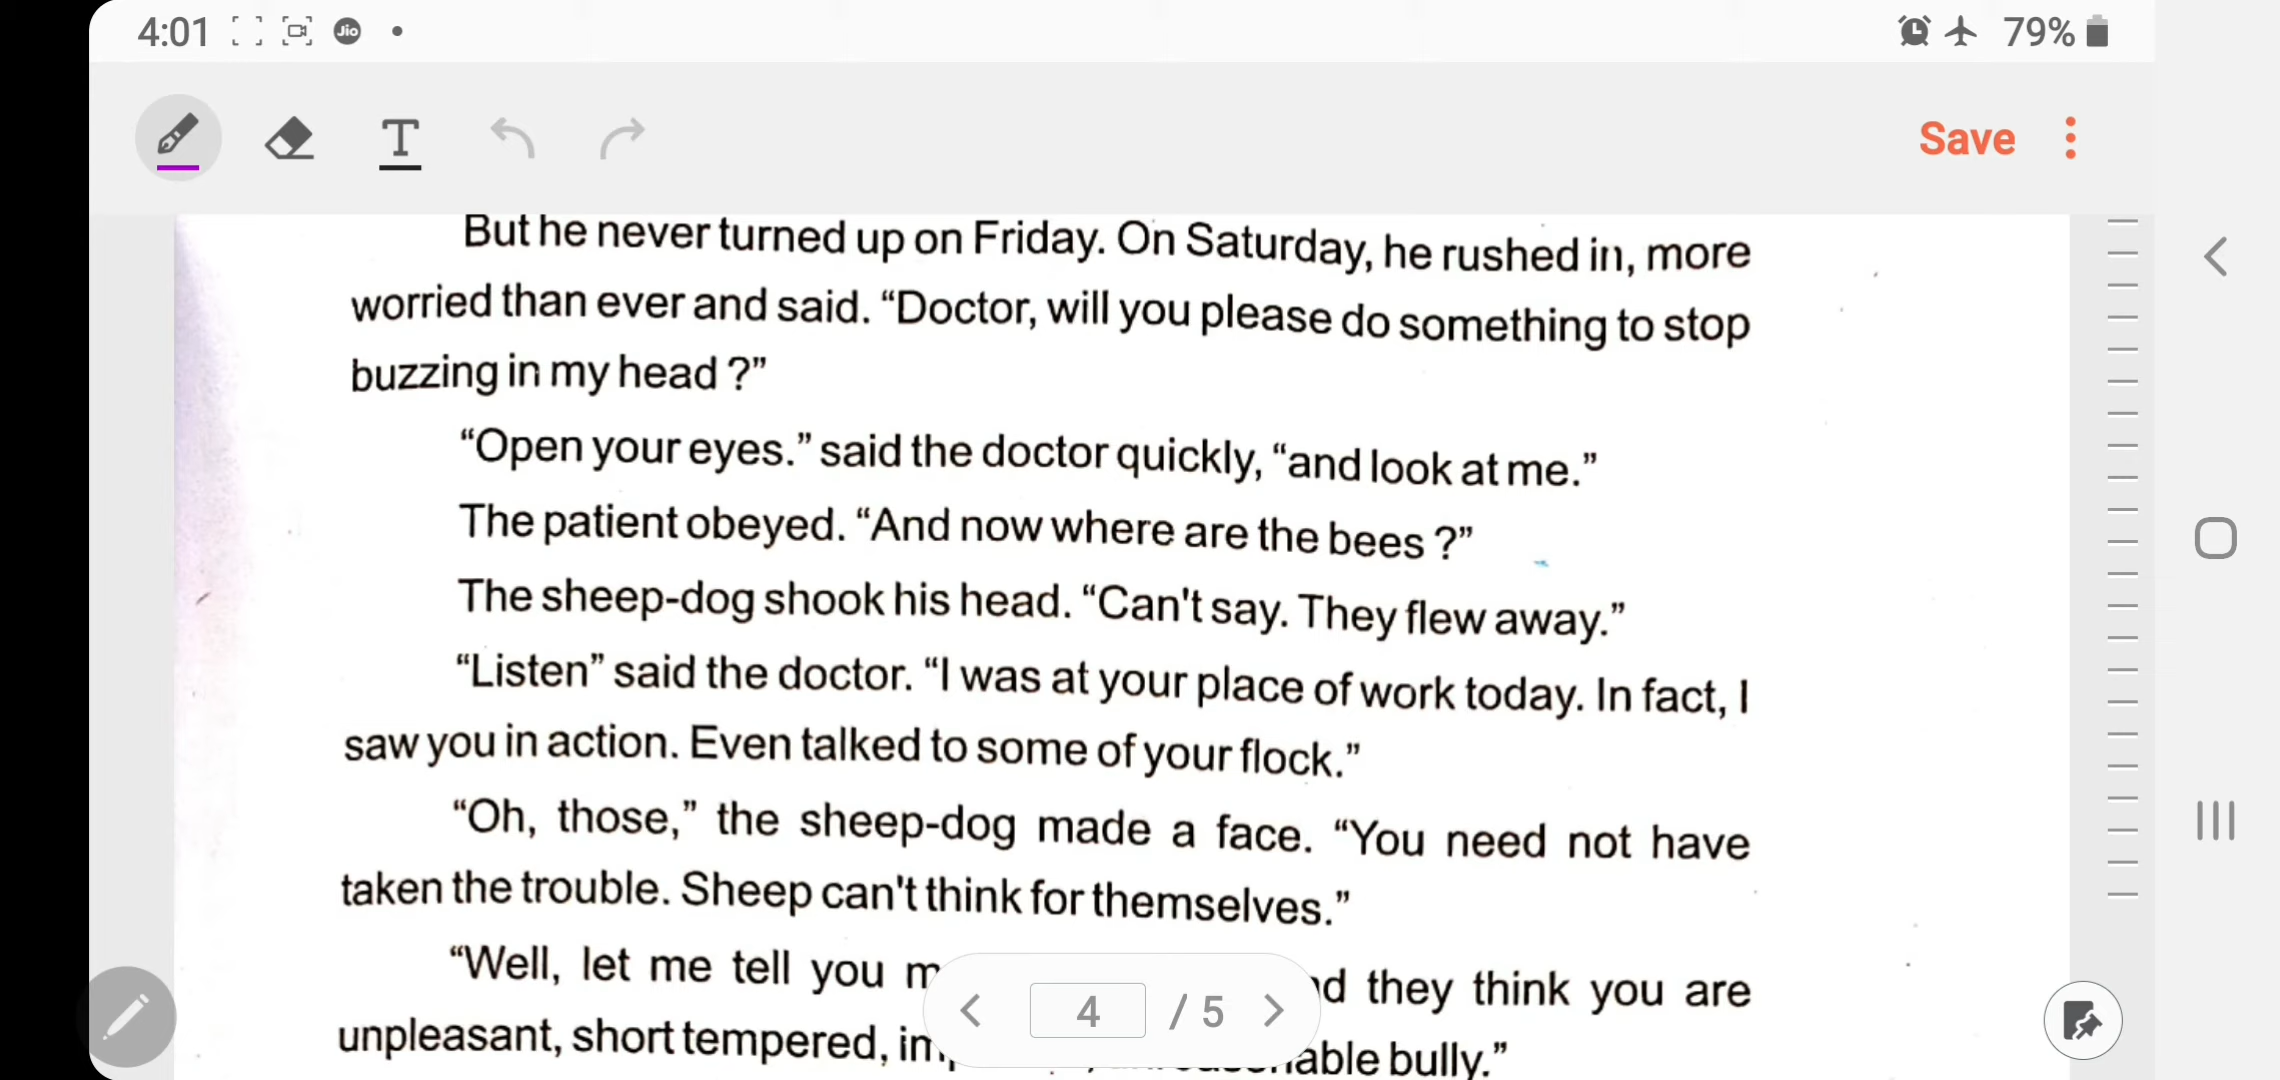 4:01 Jio 79%
T Save
But he never turned up on Friday. On Saturday, he rushed in, more
worried than ever and said. “Doctor, will you please do something to stop
buzzing in my head ?”
“Open your eyes.” said the doctor quickly, “and look at me.”
The patient obeyed. “And now where are the bees ?”
The sheep-dog shook his head. “Can't say. They flew away.”
“Listen” said the doctor. “I was at your place of work today. In fact, I
saw you in action. Even talked to some of your flock.”
“Oh, those,” the sheep-dog made a face. “You need not have
taken the trouble. Sheep can't think for themselves.”
“Well, let me tell you they think you are
unpleasant, short tempered, bully.”
4 / 5